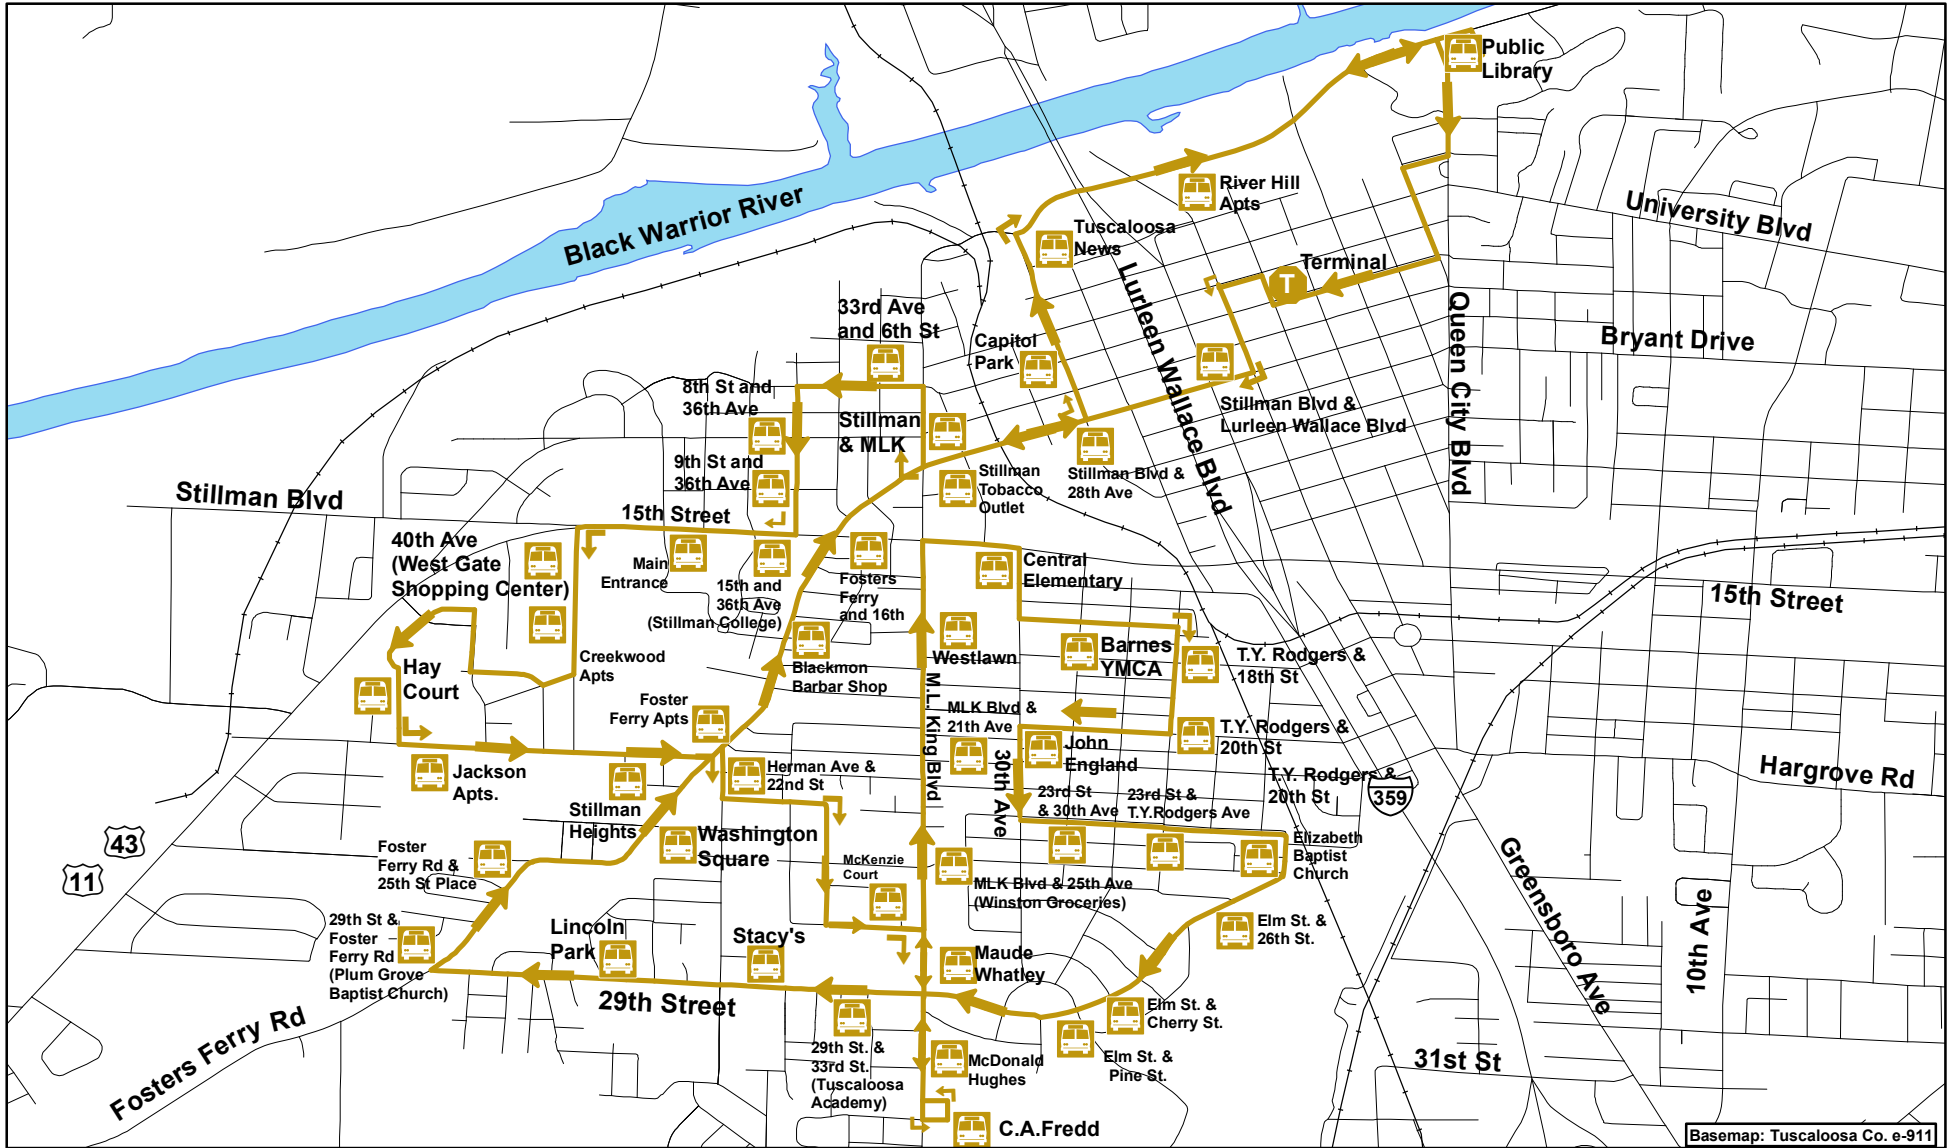 Public
Library
River Hill
Apts
University Blvd
Black Warrior River
Tuscaloosa
News
Terminal
T
Lurleen Wallace Blvd
Queen City Blvd
Bryant Drive
33rd Ave
and 6th St
Capitol
Park
8th St and
36th Ave
Stillman
& MLK
Stillman Blvd &
Lurleen Wallace Blvd
9th St and
36th Ave
Stillman
Tobacco
Outlet
Stillman Blvd &
28th Ave
Stillman Blvd
15th Street
40th Ave
(West Gate
Shopping Center)
Main
Entrance
15th and
36th Ave
(Stillman College)
Fosters
Ferry
and 16th
Central
Elementary
15th Street
Creekwood
Apts
Hay
Court
Blackmon
Barbar Shop
Westlawn
Barnes
YMCA
T.Y. Rodgers &
18th St
Foster
Ferry Apts
M.L. King Blvd
MLK Blvd &
21th Ave
30th Ave
John
England
T.Y. Rodgers &
20th St
T.Y. Rodgers &
20th St
359
Hargrove Rd
Jackson
Apts.
Stillman
Heights
Herman Ave &
22nd St
23rd St
& 30th Ave
23rd St &
T.Y.Rodgers Ave
Elizabeth
Baptist
Church
43
11
Foster
Ferry Rd &
25th St Place
Washington
Square
McKenzie
Court
MLK Blvd & 25th Ave
(Winston Groceries)
Greensboro Ave
10th Ave
29th St &
Foster
Ferry Rd
(Plum Grove
Baptist Church)
Lincoln
Park
Stacy's
Maude
Whatley
Elm St. &
26th St.
29th Street
Elm St. &
Cherry St.
Elm St. &
Pine St.
Fosters Ferry Rd
29th St. &
33rd St.
(Tuscaloosa
Academy)
McDonald
Hughes
31st St
C.A.Fredd
Basemap: Tuscaloosa Co. e-911